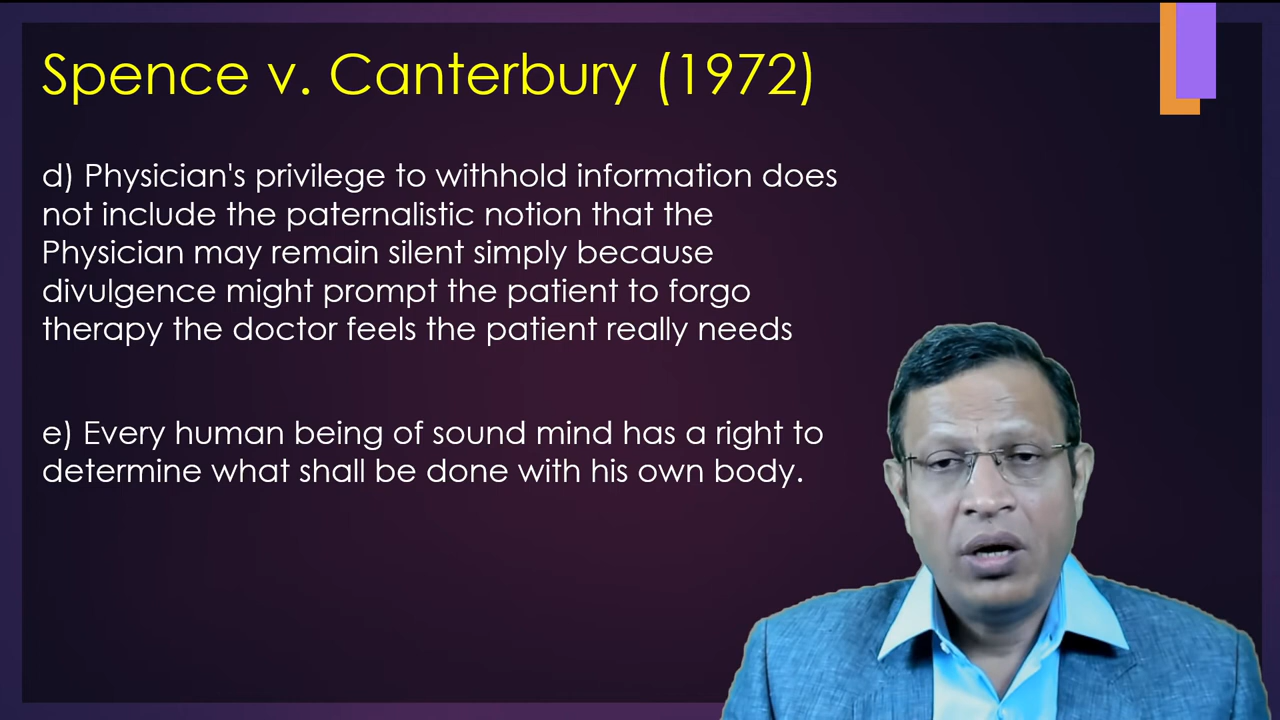 Spence v. Canterbury (1972)
d) Physician's privilege to withhold information does
not include the paternalistic notion that the
Physician may remain silent simply because
divulgence might prompt the patient to forgo
therapy the doctor feels the patient really needs
e) Every human being of sound mind has a right to
determine what shall be done with his own body.